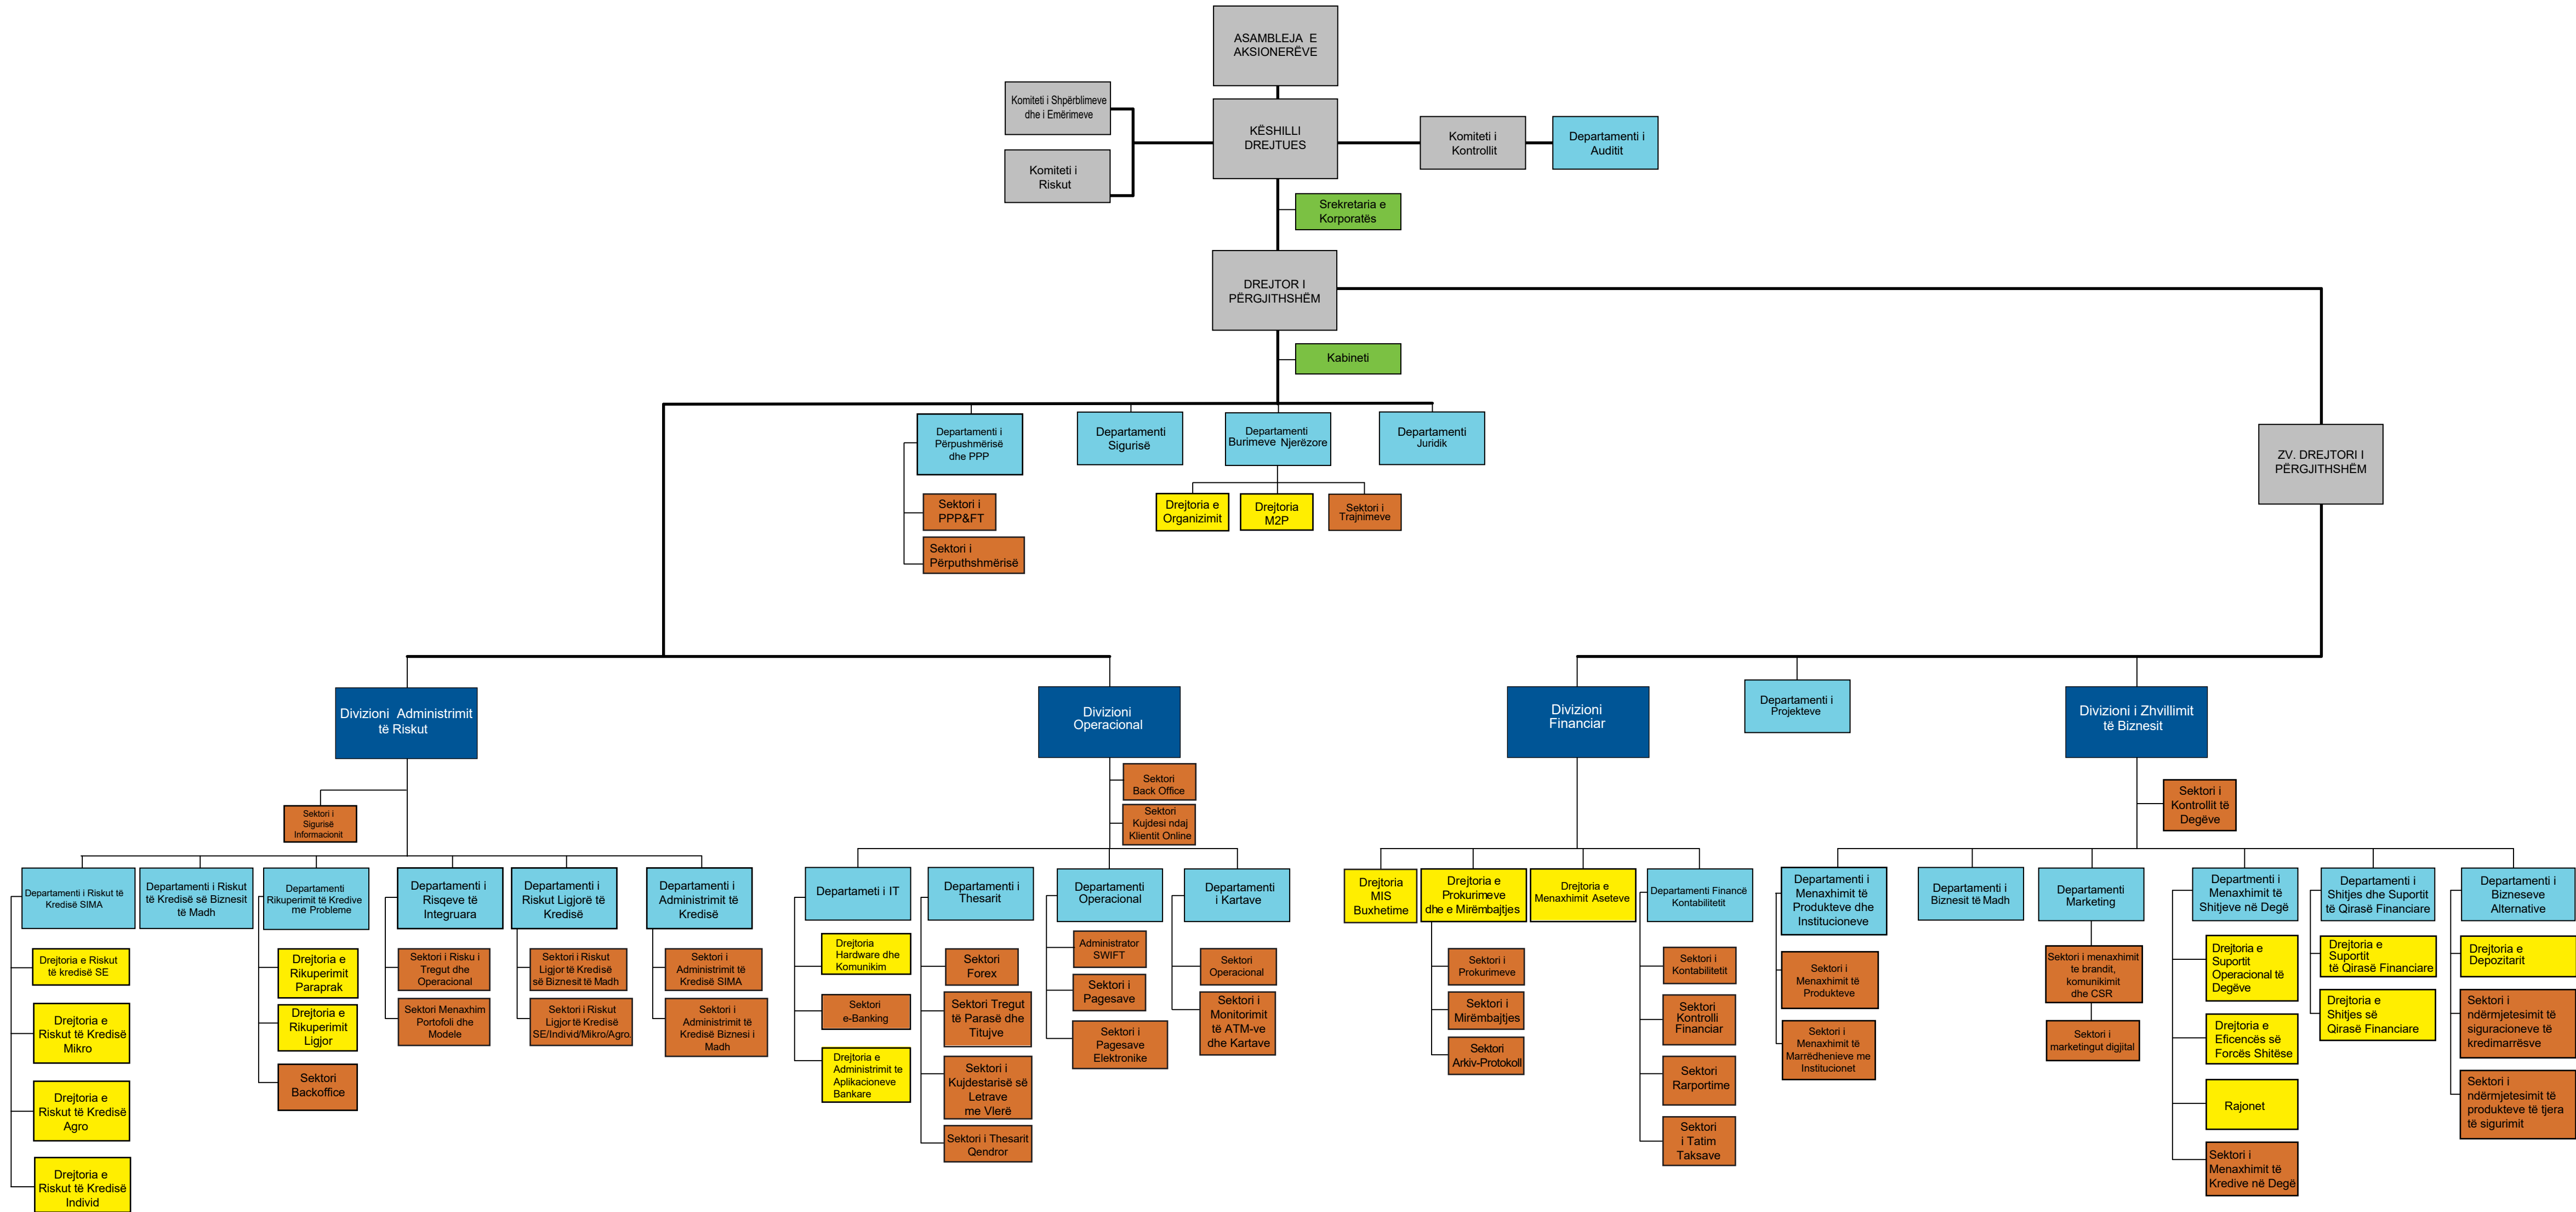 ASAMBLEJA E
AKSIONERËVE
Komiteti i Shpërblimeve
dhe i Emërimeve
KËSHILLI
DREJTUES
Komiteti i
Kontrollit
Departamenti i
Auditit
Komiteti i
Riskut
Srekretaria e
Korporatës
DREJTOR I
PËRGJITHSHËM
Kabineti
Departamenti i
Përpushmërisë
dhe PPP
Departamenti
Sigurisë
Departamenti
Burimeve Njerëzore
Departamenti
Juridik
ZV. DREJTORI I
PËRGJITHSHËM
Sektori i
PPP&FT
Sektori i
Përputhshmërisë
Drejtoria e
Organizimit
Drejtoria
M2P
Sektori i
Trajnimeve
Divizioni Administrimit
të Riskut
Divizioni
Operacional
Divizioni
Financiar
Departamenti i
Projekteve
Divizioni i Zhvillimit
të Biznesit
Sektori i
Sigurisë
Informacionit
Sektori
Back Office
Sektori
Kujdesi ndaj
Klientit Online
Sektori i
Kontrollit të
Degëve
Departamenti i Riskut të
Kredisë SIMA
Departamenti i Riskut
të Kredisë së Biznesit
të Madh
Departamenti
Rikuperimit të Kredive
me Probleme
Departamenti i
Risqeve të
Integruara
Departamenti i
Riskut Ligjorë të
Kredisë
Departamenti i
Administrimit të
Kredisë
Departameti i IT
Departamenti i
Thesarit
Departamenti
Operacional
Departamenti
i Kartave
Drejtoria
MIS
Buxhetime
Drejtoria e
Prokurimeve
dhe e Mirëmbajtjes
Drejtoria e
Menaxhimit Aseteve
Departamenti Financë
Kontabilitetit
Departamenti i
Menaxhimit të
Produkteve dhe
Institucioneve
Departamenti i
Biznesit të Madh
Departamenti
Marketing
Departmenti i
Menaxhimit të
Shitjeve në Degë
Departamenti i
Shitjes dhe Suportit
të Qirasë Financiare
Departamenti i
Bizneseve
Alternative
Drejtoria e Riskut
të kredisë SE
Drejtoria e
Riskut të Kredisë
Mikro
Drejtoria e
Riskut të Kredisë
Agro
Drejtoria e
Riskut të Kredisë
Individ
Drejtoria e
Rikuperimit
Paraprak
Drejtoria e
Rikuperimit
Ligjor
Sektori
Backoffice
Sektori i Risku i
Tregut dhe
Operacional
Sektori Menaxhim
Portofoli dhe
Modele
Sektori i Riskut
Ligjor të Kredisë
së Biznesit të Madh
Sektori i Riskut
Ligjor të Kredisë
SE/Individ/Mikro/Agro.
Sektori i
Administrimit të
Kredisë SIMA
Sektori i
Administrimit të
Kredisë Biznesi i
Madh
Drejtoria
Hardware dhe
Komunikim
Sektori
e-Banking
Drejtoria e
Administrimit te
Aplikacioneve
Bankare
Sektori
Forex
Sektori Tregut
të Parasë dhe
Titujve
Sektori i
Kujdestarisë së
Letrave
me Vlerë
Sektori i Thesarit
Qendror
Administrator
SWIFT
Sektori i
Pagesave
Sektori i
Pagesave
Elektronike
Sektori
Operacional
Sektori i
Monitorimit
të ATM-ve
dhe Kartave
Sektori i
Prokurimeve
Sektori i
Mirëmbajtjes
Sektori
Arkiv-Protokoll
Sektori i
Kontabilitetit
Sektori
Kontrolli
Financiar
Sektori
Rarportime
Sektori
i Tatim
Taksave
Sektori i
Menaxhimit të
Produkteve
Sektori i
Menaxhimit të
Marrëdhenieve me
Institucionet
Sektori i menaxhimit
te brandit,
komunikimit
dhe CSR
Sektori i
marketingut digjital
Drejtoria e
Suportit
Operacional të
Degëve
Drejtoria e
Eficencës së
Forcës Shitëse
Rajonet
Sektori i
Menaxhimit të
Kredive në Degë
Drejtoria e
Suportit
të Qirasë Financiare
Drejtoria e
Shitjes së
Qirasë Financiare
Drejtoria e
Depozitarit
Sektori i
ndërmjetesimit të
siguracioneve të
kredimarrësve
Sektori i
ndërmjetesimit të
produkteve të tjera
të sigurimit